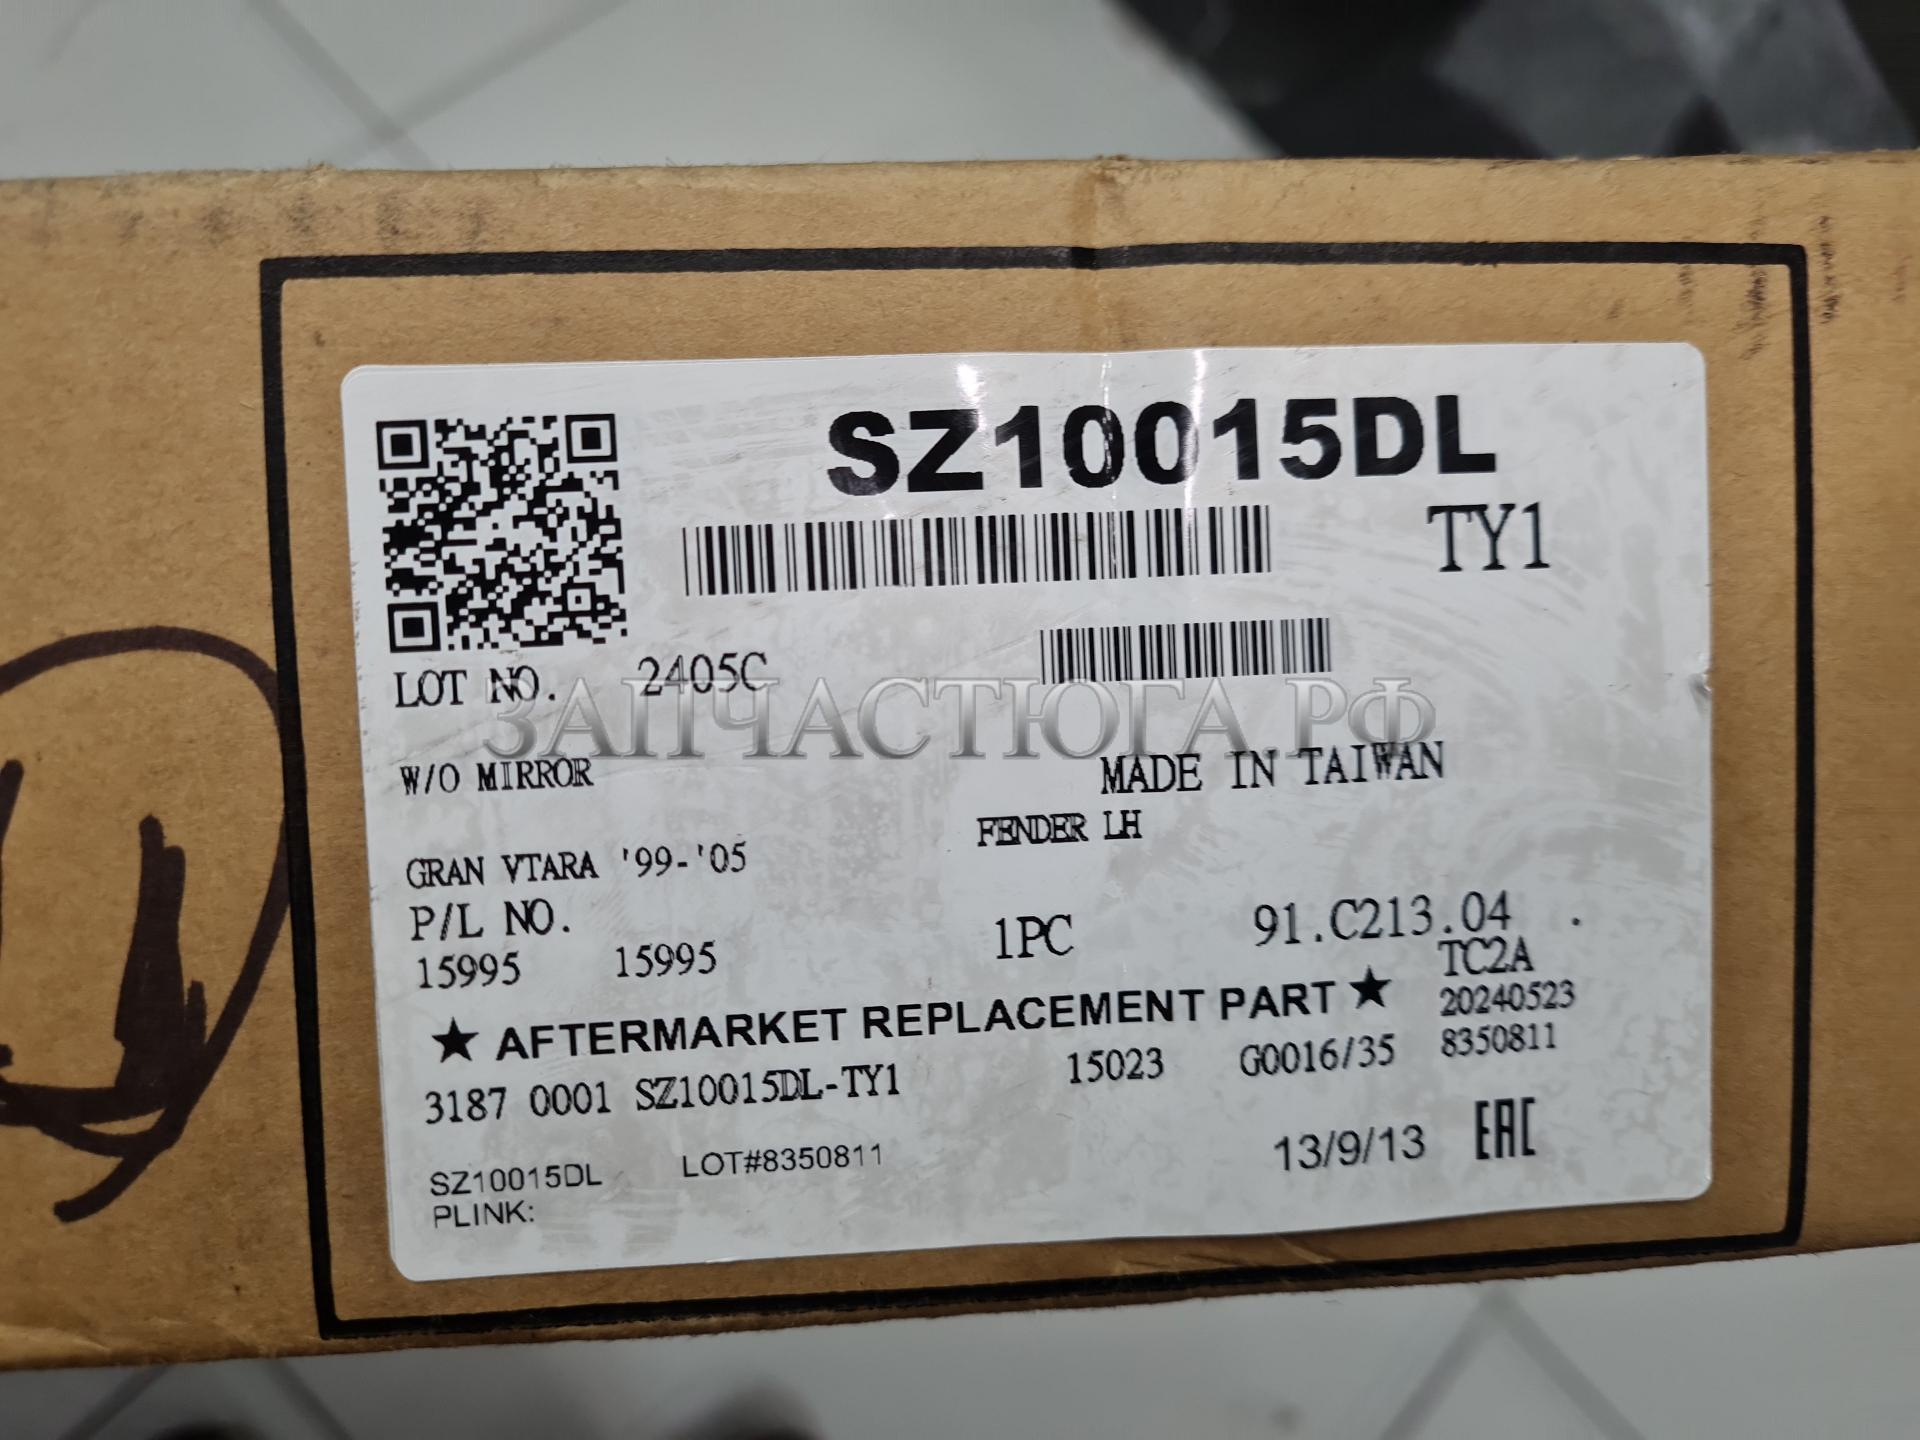 SZ10015DL
TY1
LOT NO. 2405C
ЗАПЧАСТЮГА.РФ
W/O MIRROR
MADE IN TAIWAN
FENDER LH
GRAN VTARA '99-'05
P/L NO.
1PC
91.C213.04 .
15995 15995
TC2A
★ AFTERMARKET REPLACEMENT PART ★
20240523
3187 0001 SZ10015DL-TY1 15023 G0016/35 8350811
13/9/13 EAC
SZ10015DL LOT#8350811
PLINK: